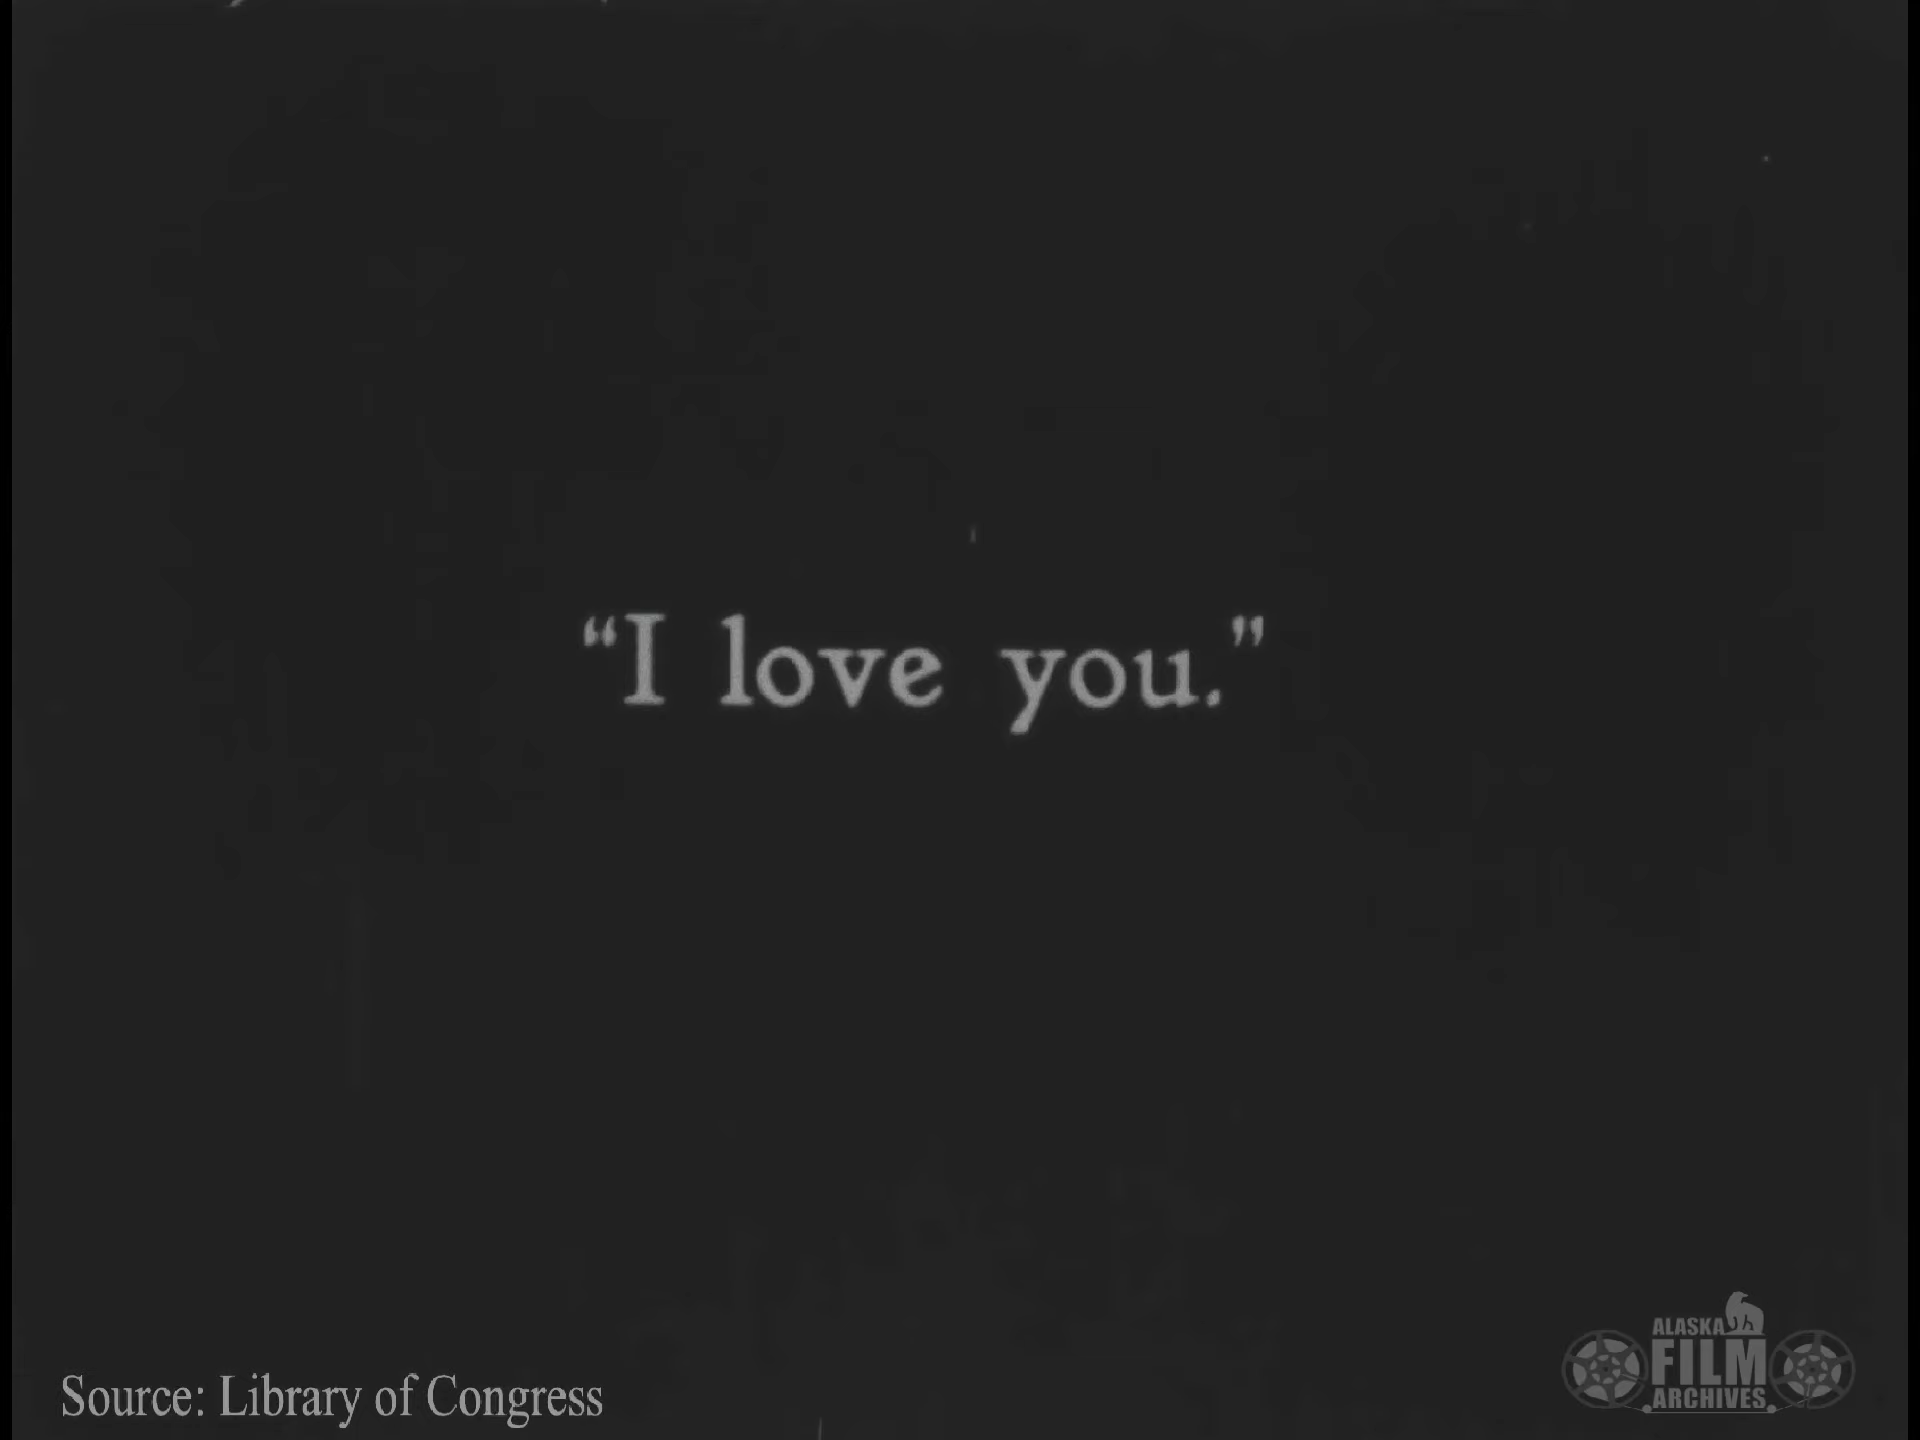 “I love you.”
Source: Library of Congress
ALASKA
FILM
ARCHIVES